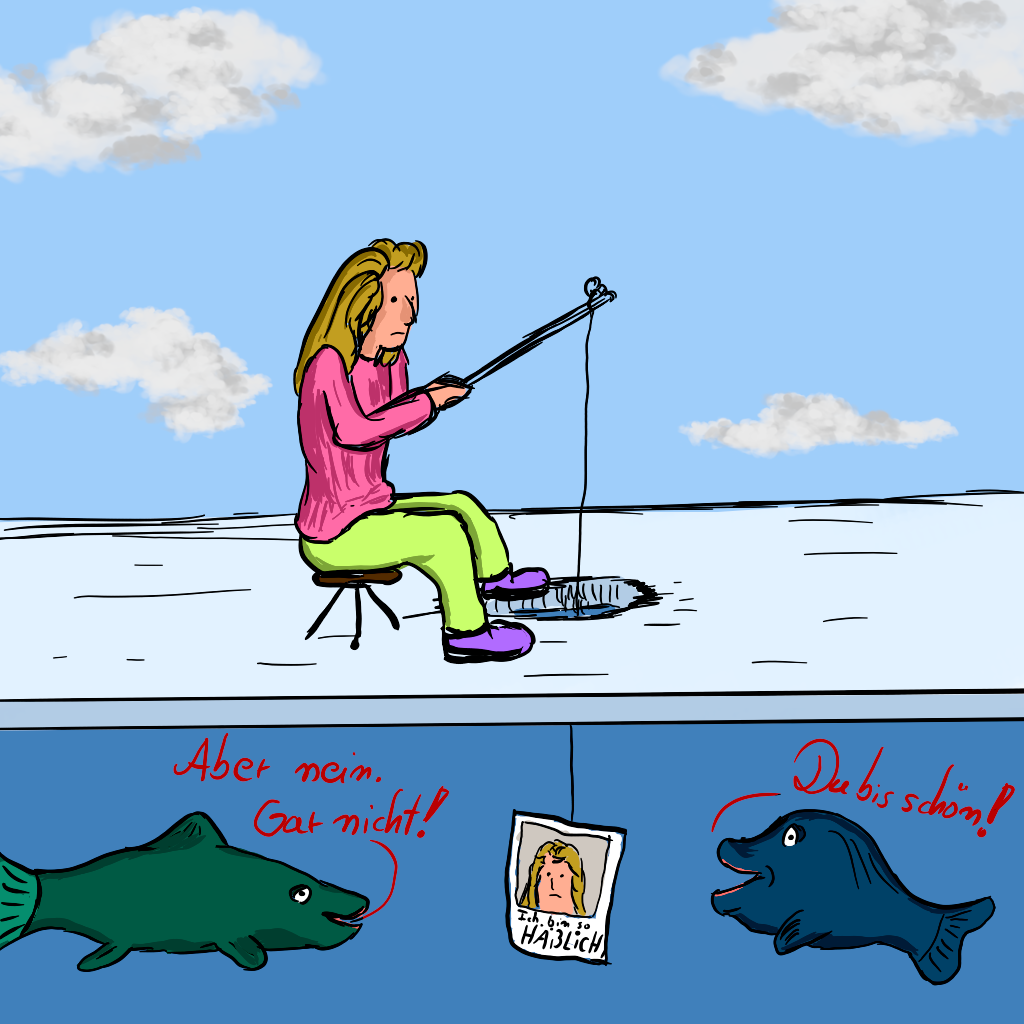 Aber nein.
Gar nicht!
Du bis schön!
Ich bin so
HÄßLiCH!